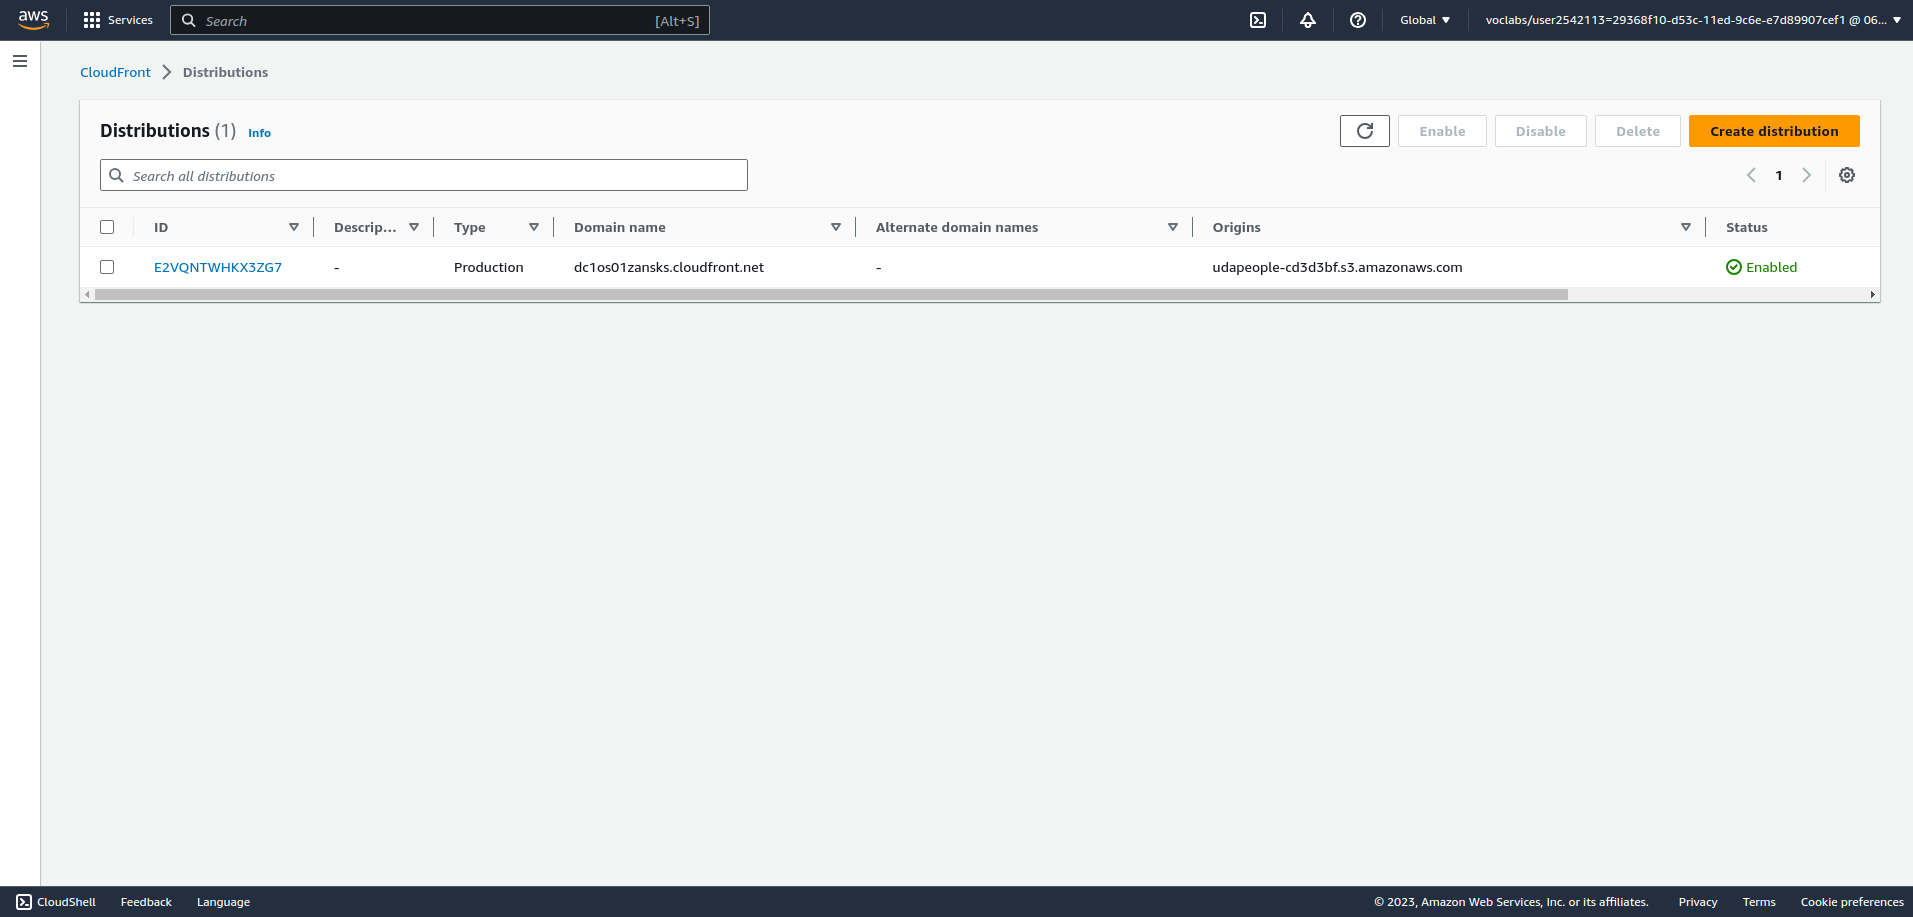 aws Services Search [Alt+S] Global voclabs/user2542113=29368f10-d53c-11ed-9c6e-e7d89907cef1 @ 06...
CloudFront Distributions
Distributions (1) Info Enable Disable Delete Create distribution
Search all distributions 1
ID Descrip... Type Domain name Alternate domain names Origins Status
E2VQNTWHKX3ZG7 - Production dc1os01zansks.cloudfront.net - udapeople-cd3d3bf.s3.amazonaws.com Enabled
CloudShell Feedback Language © 2023, Amazon Web Services, Inc. or its affiliates. Privacy Terms Cookie preferences